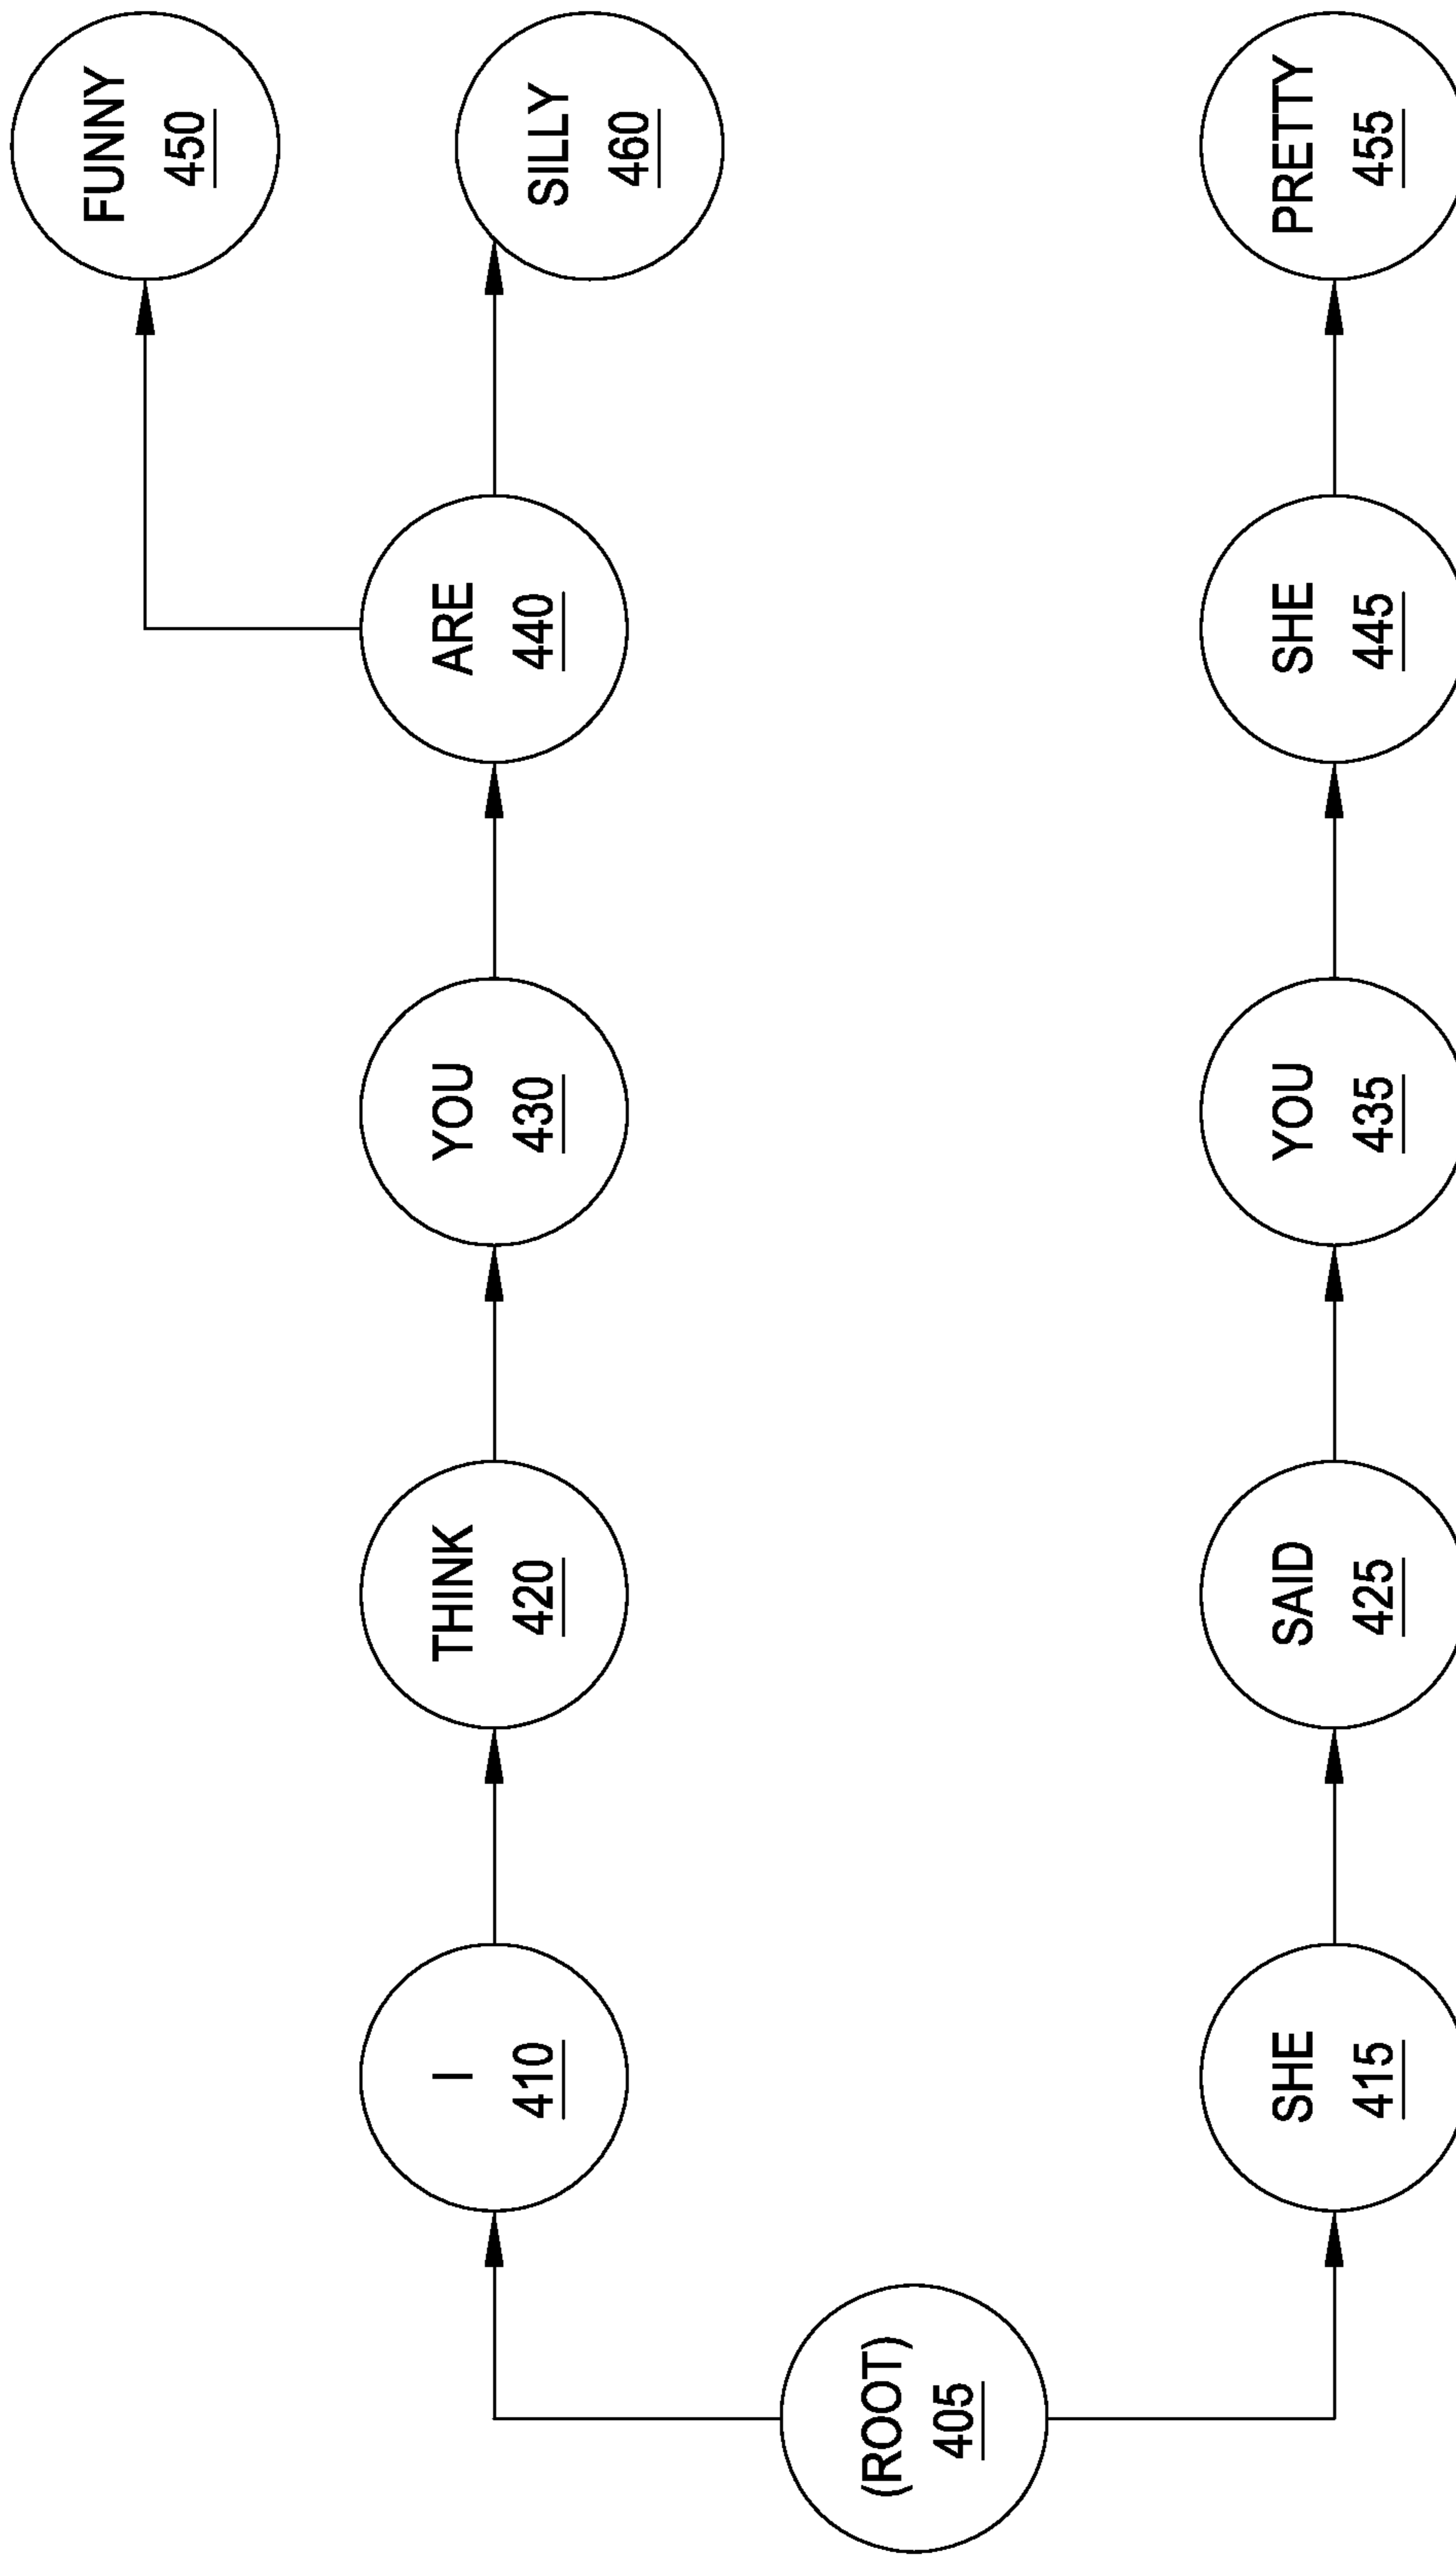 (ROOT)
405
I
410
THINK
420
YOU
430
ARE
440
FUNNY
450
SILLY
460
SHE
415
SAID
425
YOU
435
SHE
445
PRETTY
455